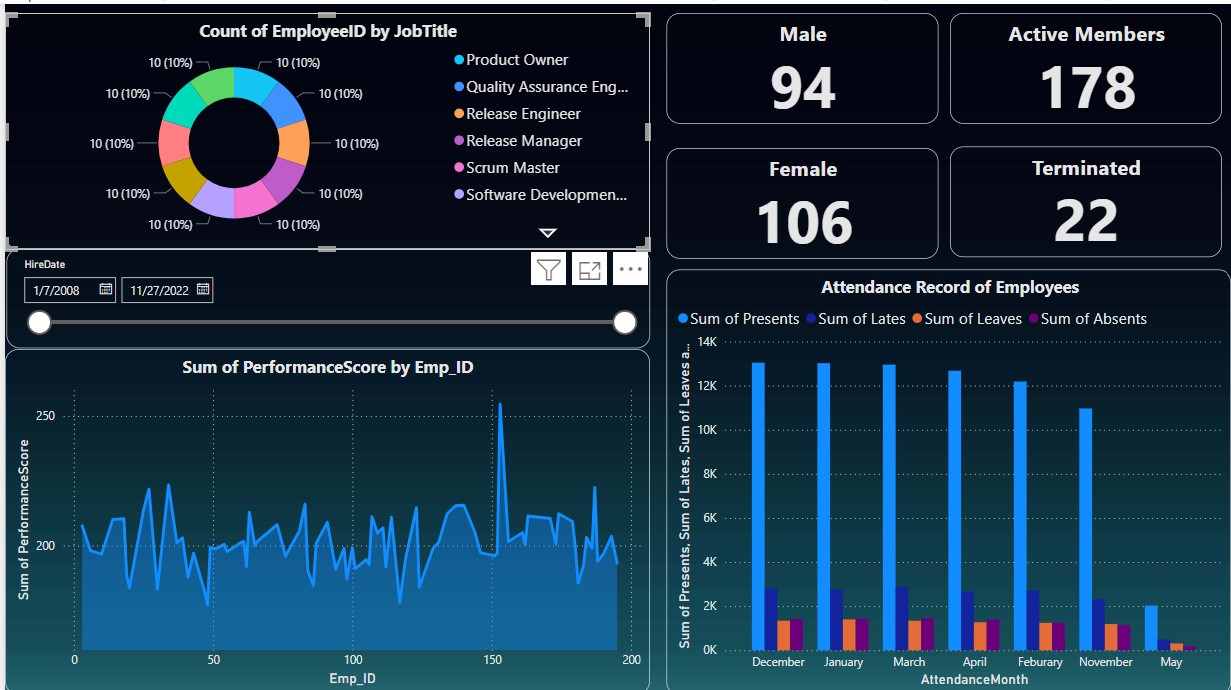 Count of EmployeeID by JobTitle
10 (10%)
10 (10%)
10 (10%)
10 (10%)
10 (10%)
10 (10%)
10 (10%)
10 (10%)
10 (10%)
10 (10%)
Product Owner
Quality Assurance Eng...
Release Engineer
Release Manager
Scrum Master
Software Developmen...
Male
94
Active Members
178
Female
106
Terminated
22
HireDate
1/7/2008
11/27/2022
Sum of PerformanceScore by Emp_ID
Sum of PerformanceScore
250
200
0
50
100
150
200
Emp_ID
Attendance Record of Employees
Sum of Presents
Sum of Lates
Sum of Leaves
Sum of Absents
Sum of Presents, Sum of Lates, Sum of Leaves a...
14K
12K
10K
8K
6K
4K
2K
0K
December
January
March
April
Feburary
November
May
AttendanceMonth